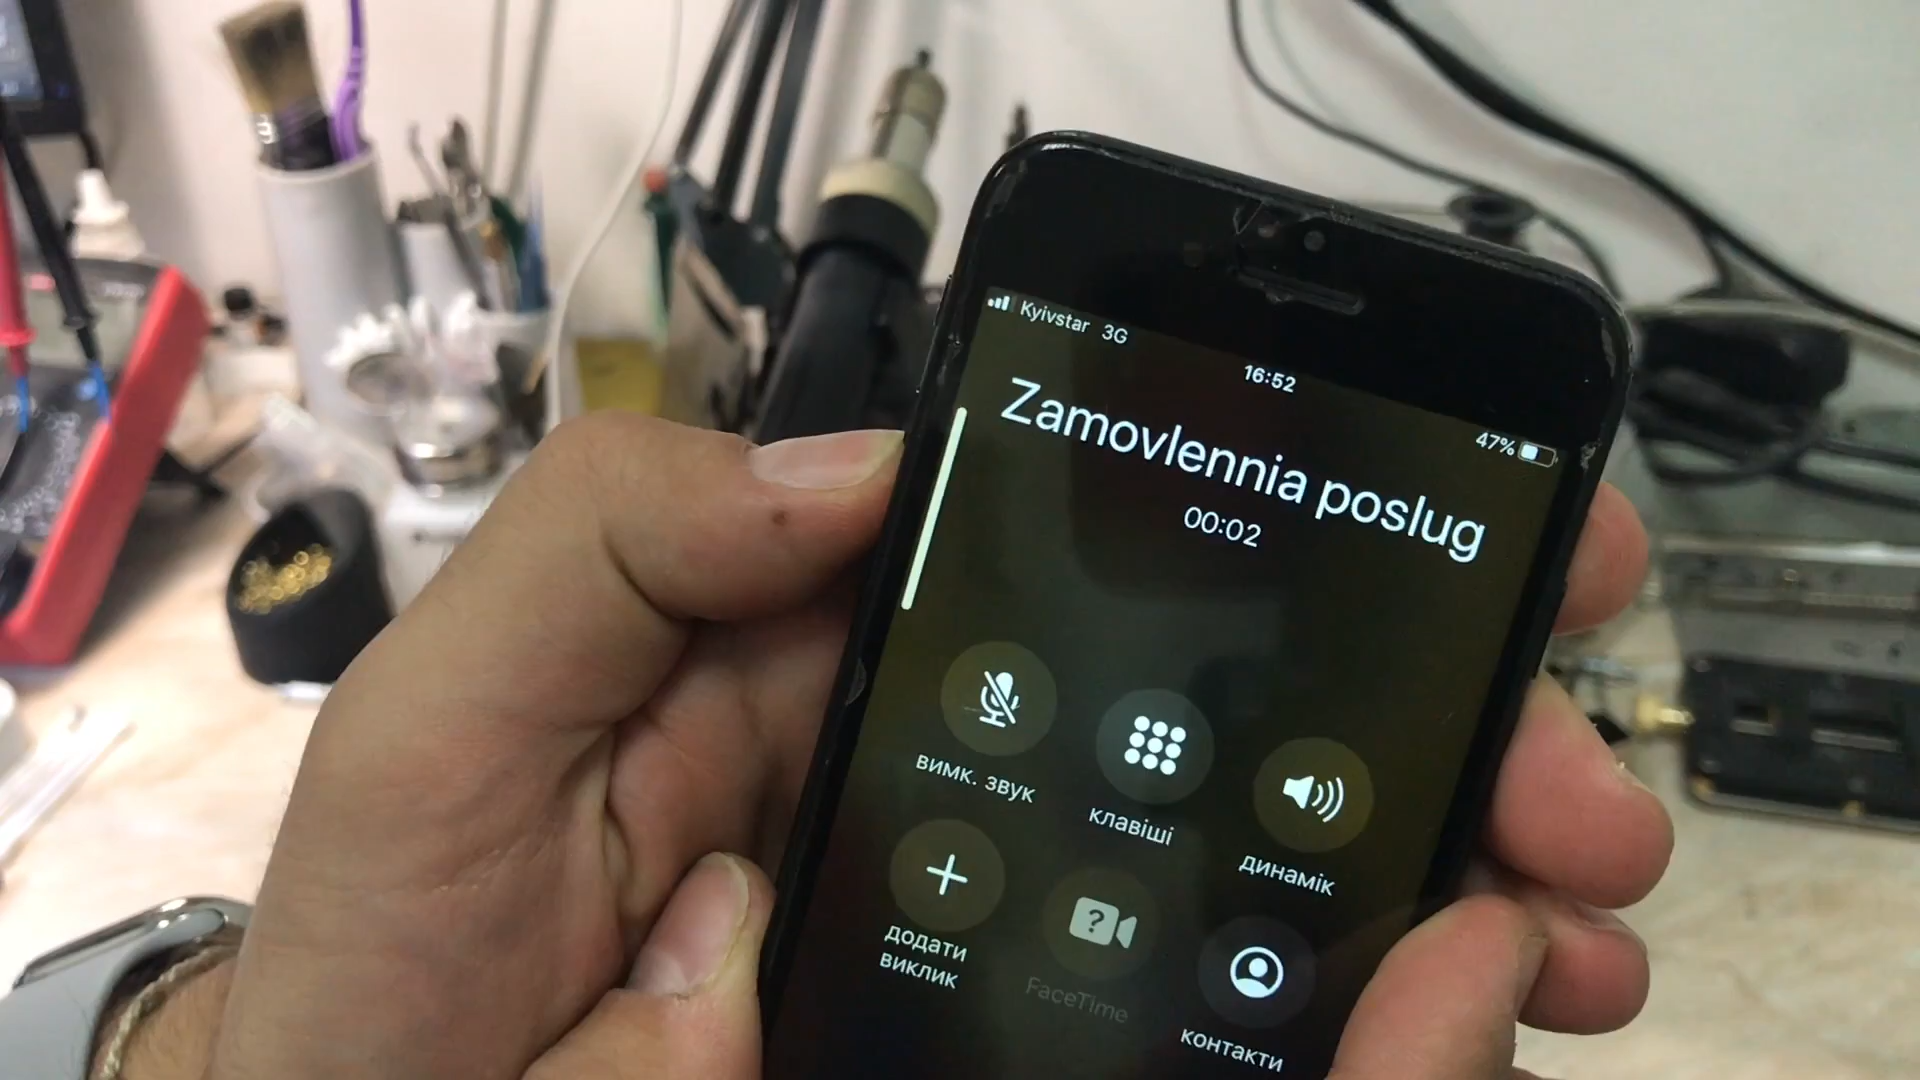 Kyivstar 3G
16:52
47%
Zamovlennia poslug
00:02
вимк. звук
клавіші
динамік
додати
виклик
FaceTime
контакти